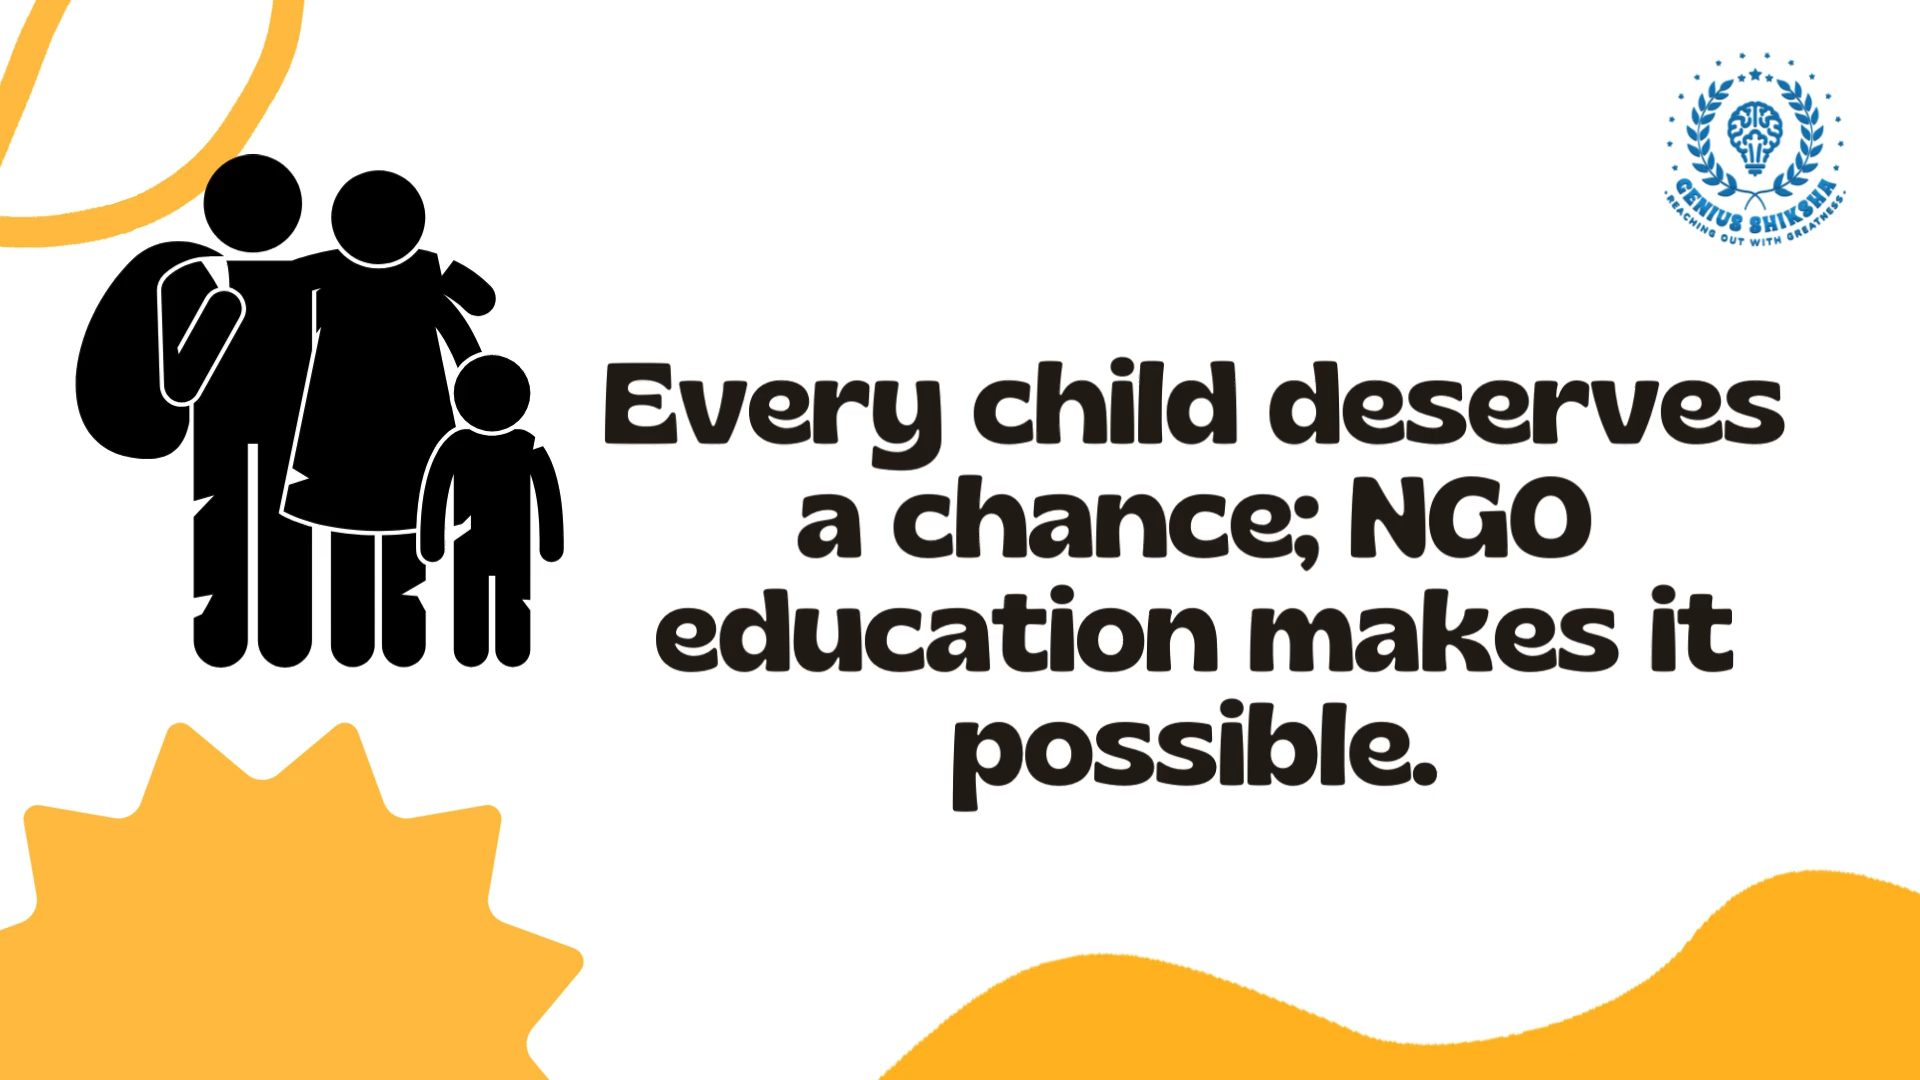 GENIUS SHIKSHA
REACHING OUT WITH GREATNESS
Every child deserves
a chance; NGO
education makes it
possible.